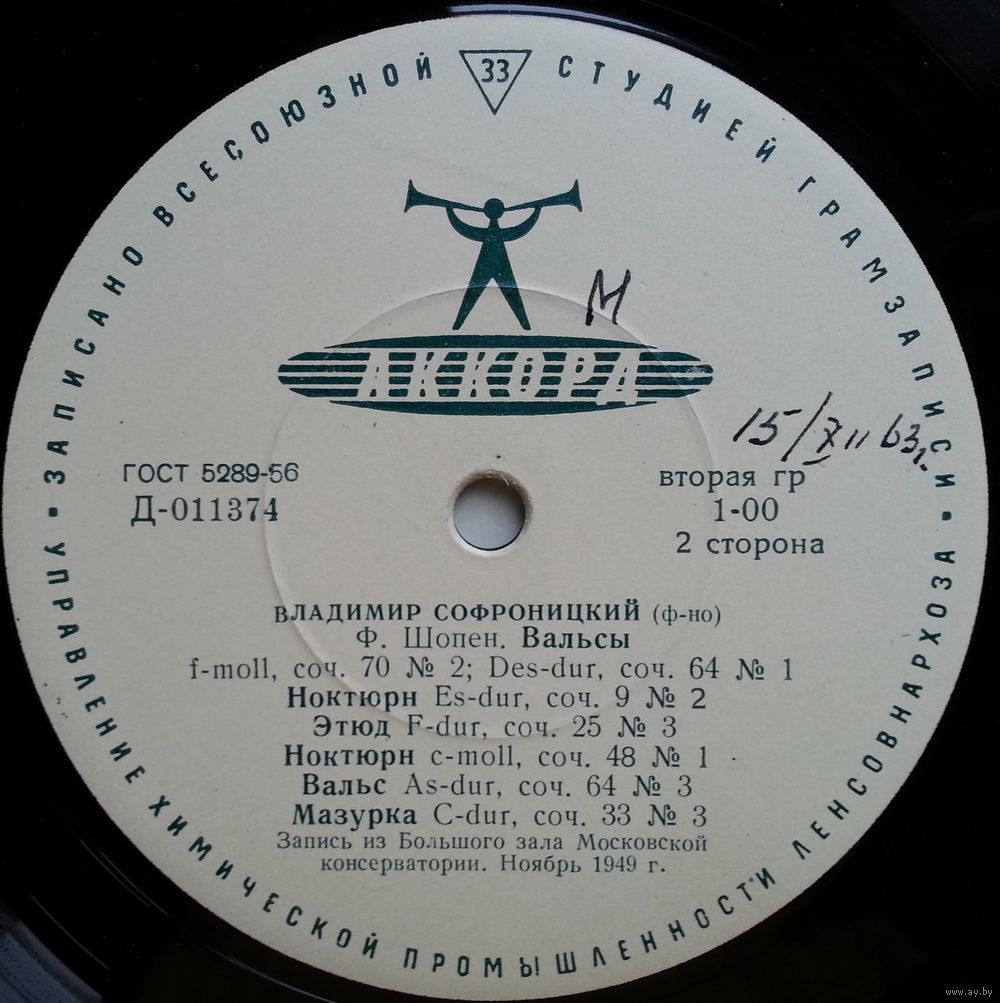 ЗАПИСАНО ВСЕСОЮЗНОЙ СТУДИЕЙ ГРАМЗАПИСИ
33
М
АККОРД
15/XII 63г.
ГОСТ 5289-56
Д-011374
вторая гр
1-00
2 сторона
ВЛАДИМИР СОФРОНИЦКИЙ (ф-но)
Ф. Шопен. Вальсы
f-moll, соч. 70 № 2; Des-dur, соч. 64 № 1
Ноктюрн Es-dur, соч. 9 № 2
Этюд F-dur, соч. 25 № 3
Ноктюрн c-moll, соч. 48 № 1
Вальс As-dur, соч. 64 № 3
Мазурка C-dur, соч. 33 № 3
Запись из Большого зала Московской
консерватории. Ноябрь 1949 г.
УПРАВЛЕНИЕ ХИМИЧЕСКОЙ ПРОМЫШЛЕННОСТИ ЛЕНСОВНАРХОЗА
www.ay.by